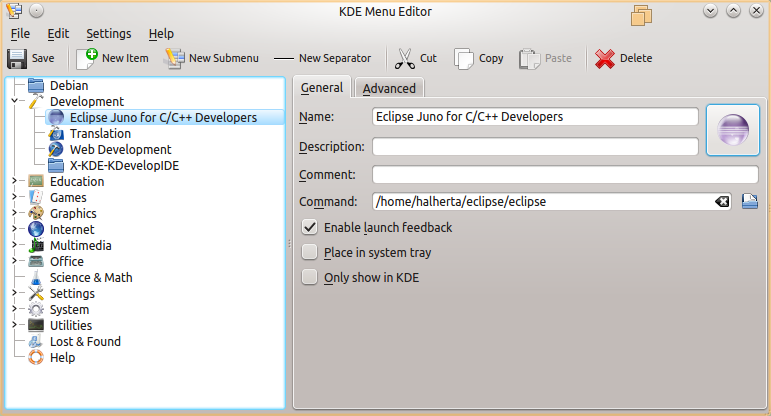 KDE Menu Editor
File Edit Settings Help
Save New Item New Submenu New Separator Cut Copy Paste Delete
Debian
Development
Eclipse Juno for C/C++ Developers
Translation
Web Development
X-KDE-KDevelopIDE
Education
Games
Graphics
Internet
Multimedia
Office
Science & Math
Settings
System
Utilities
Lost & Found
Help
General Advanced
Name: Eclipse Juno for C/C++ Developers
Description:
Comment:
Command: /home/halherta/eclipse/eclipse
Enable launch feedback
Place in system tray
Only show in KDE